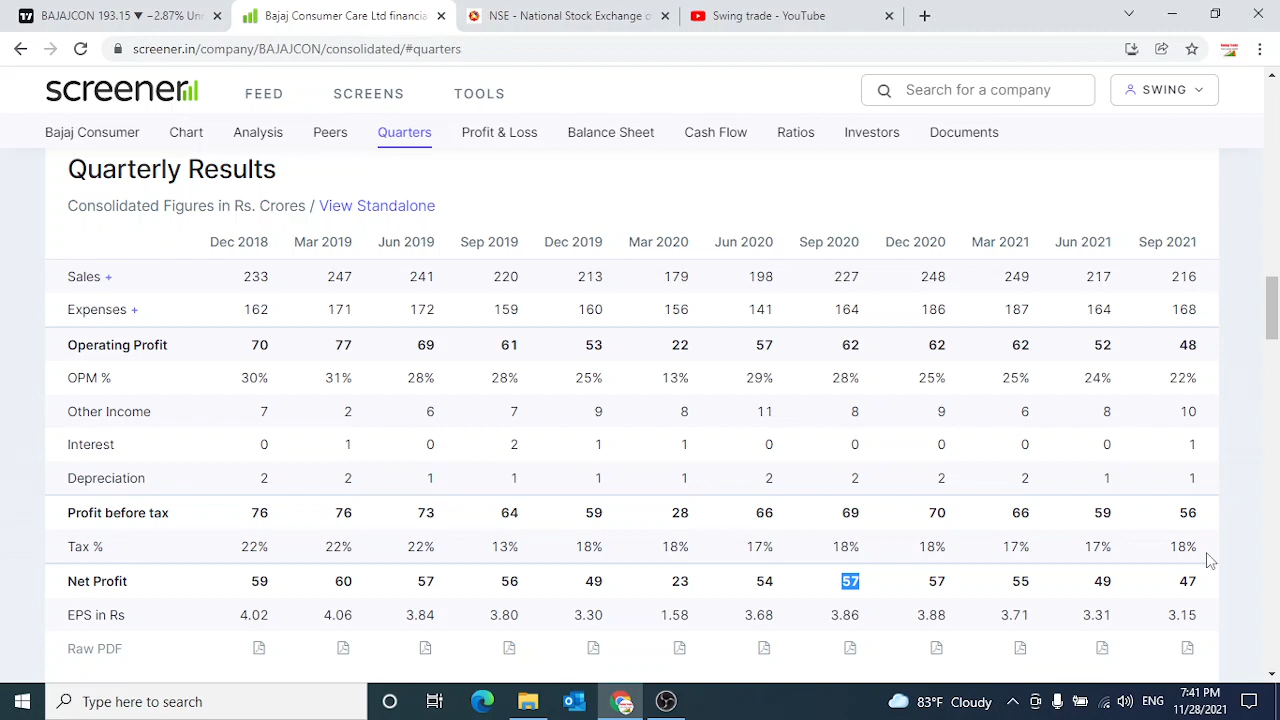 BAJAJCON 193.15 ▼ −2.87% Un
Bajaj Consumer Care Ltd financia
NSE - National Stock Exchange c
Swing trade - YouTube
screener.in/company/BAJAJCON/consolidated/#quarters
screener
FEED SCREENS TOOLS
Search for a company
SWING
Bajaj Consumer Chart Analysis Peers Quarters Profit & Loss Balance Sheet Cash Flow Ratios Investors Documents
Quarterly Results
Consolidated Figures in Rs. Crores / View Standalone
Dec 2018 Mar 2019 Jun 2019 Sep 2019 Dec 2019 Mar 2020 Jun 2020 Sep 2020 Dec 2020 Mar 2021 Jun 2021 Sep 2021
Sales + 233 247 241 220 213 179 198 227 248 249 217 216
Expenses + 162 171 172 159 160 156 141 164 186 187 164 168
Operating Profit 70 77 69 61 53 22 57 62 62 62 52 48
OPM % 30% 31% 28% 28% 25% 13% 29% 28% 25% 25% 24% 22%
Other Income 7 2 6 7 9 8 11 8 9 6 8 10
Interest 0 1 0 2 1 1 0 0 0 0 0 1
Depreciation 2 2 1 1 1 1 2 2 2 2 1 1
Profit before tax 76 76 73 64 59 28 66 69 70 66 59 56
Tax % 22% 22% 22% 13% 18% 18% 17% 18% 18% 17% 17% 18%
Net Profit 59 60 57 56 49 23 54 57 57 55 49 47
EPS in Rs 4.02 4.06 3.84 3.80 3.30 1.58 3.68 3.86 3.88 3.71 3.31 3.15
Raw PDF
Type here to search
83°F Cloudy
ENG
7:41 PM
11/28/2021